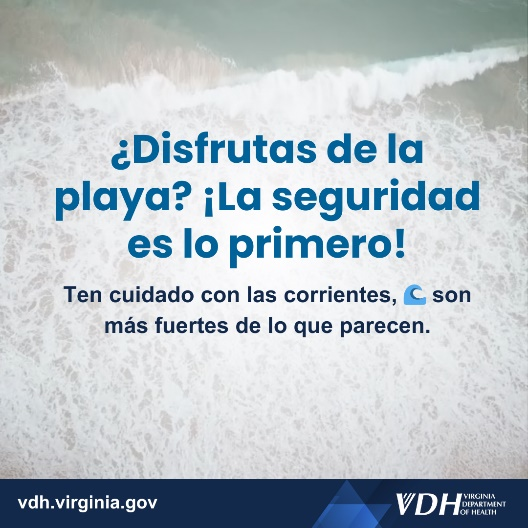 ¿Disfrutas de la
playa? ¡La seguridad
es lo primero!
Ten cuidado con las corrientes, 🌊 son
más fuertes de lo que parecen.
vdh.virginia.gov
VDH VIRGINIA
DEPARTMENT
OF HEALTH